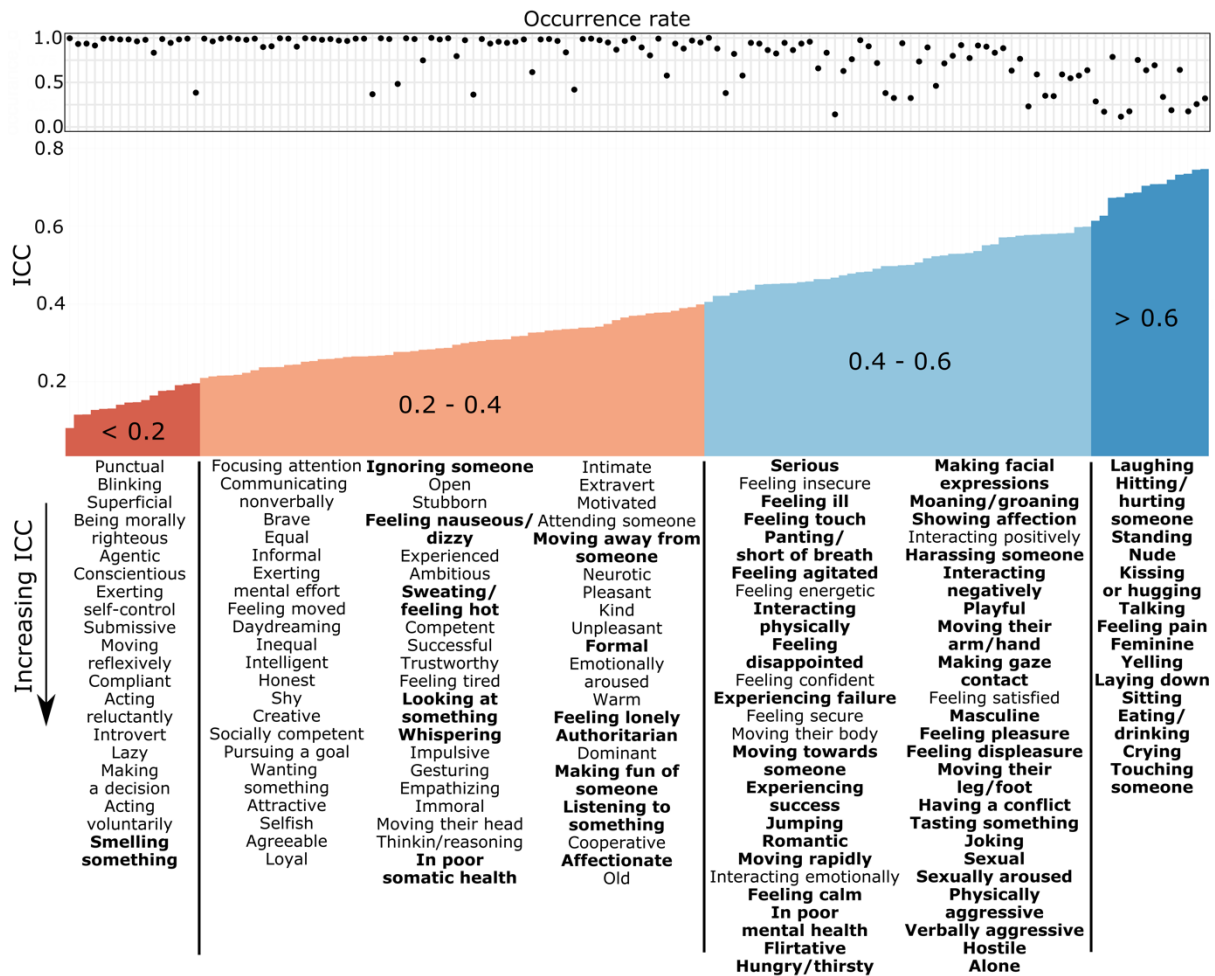 Occurrence rate
1.0
0.5
0.0
0.8
0.6
0.4
0.2
ICC
< 0.2
0.2 - 0.4
0.4 - 0.6
> 0.6
Increasing ICC
Punctual
Blinking
Superficial
Being morally
righteous
Agentic
Conscientious
Exerting
self-control
Submissive
Moving
reflexively
Compliant
Acting
reluctantly
Introvert
Lazy
Making
a decision
Acting
voluntarily
Smelling
something
Focusing attention
Communicating
nonverbally
Brave
Equal
Informal
Exerting
mental effort
Feeling moved
Daydreaming
Inequal
Intelligent
Honest
Shy
Creative
Socially competent
Pursuing a goal
Wanting
something
Attractive
Selfish
Agreeable
Loyal
Ignoring someone
Open
Stubborn
Feeling nauseous/
dizzy
Experienced
Ambitious
Sweating/
feeling hot
Competent
Successful
Trustworthy
Feeling tired
Looking at
something
Whispering
Impulsive
Gesturing
Empathizing
Immoral
Moving their head
Thinkin/reasoning
In poor
somatic health
Intimate
Extravert
Motivated
Attending someone
Moving away from
someone
Neurotic
Pleasant
Kind
Unpleasant
Formal
Emotionally
aroused
Warm
Feeling lonely
Authoritarian
Dominant
Making fun of
someone
Listening to
something
Cooperative
Affectionate
Old
Serious
Feeling insecure
Feeling ill
Feeling touch
Panting/
short of breath
Feeling agitated
Feeling energetic
Interacting
physically
Feeling
disappointed
Feeling confident
Experiencing failure
Feeling secure
Moving their body
Moving towards
someone
Experiencing
success
Jumping
Romantic
Moving rapidly
Interacting emotionally
Feeling calm
In poor
mental health
Flirtative
Hungry/thirsty
Making facial
expressions
Moaning/groaning
Showing affection
Interacting positively
Harassing someone
Interacting
negatively
Playful
Moving their
arm/hand
Making gaze
contact
Feeling satisfied
Masculine
Feeling pleasure
Feeling displeasure
Moving their
leg/foot
Having a conflict
Tasting something
Joking
Sexual
Sexually aroused
Physically
aggressive
Verbally aggressive
Hostile
Alone
Laughing
Hitting/
hurting
someone
Standing
Nude
Kissing
or hugging
Talking
Feeling pain
Feminine
Yelling
Laying down
Sitting
Eating/
drinking
Crying
Touching
someone